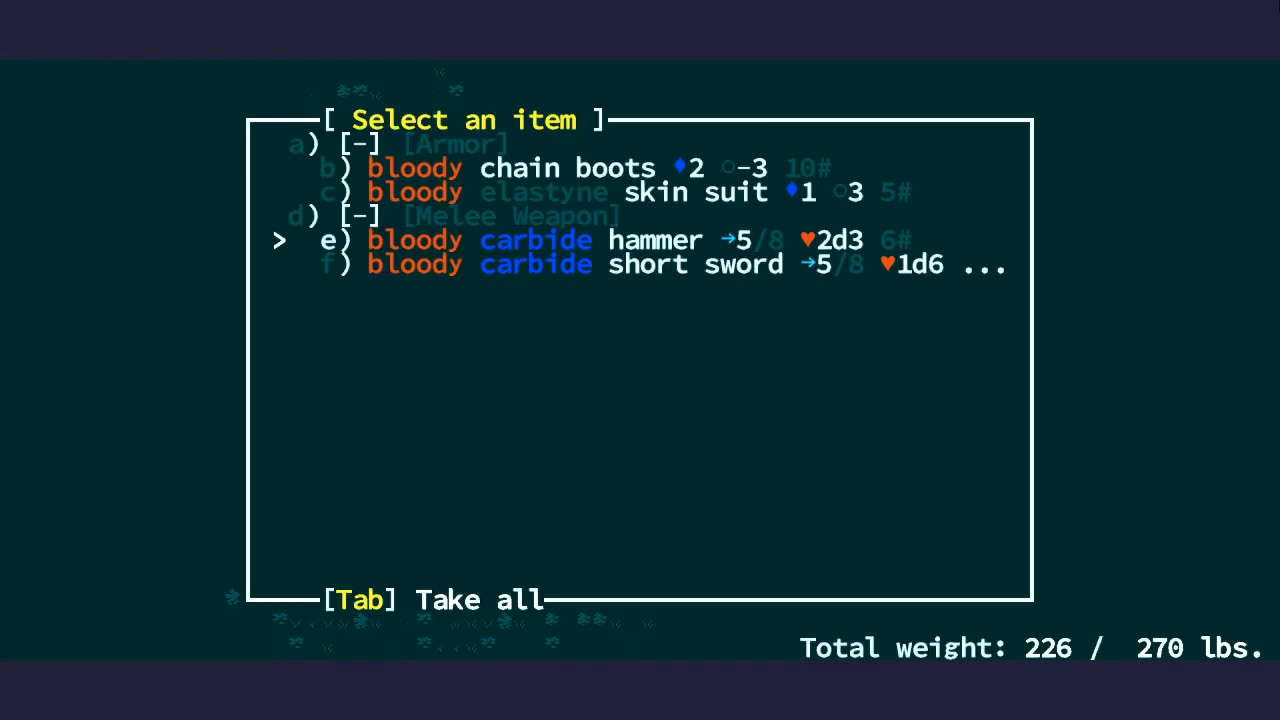 [ Select an item ]
a) [-] [Armor]
b) bloody chain boots ♦2 ○-3 10#
c) bloody elastyne skin suit ♦1 ○3 5#
d) [-] [Melee Weapon]
> e) bloody carbide hammer →5/8 ♥2d3 6#
f) bloody carbide short sword →5/8 ♥1d6 ...
[Tab] Take all
Total weight: 226 / 270 lbs.